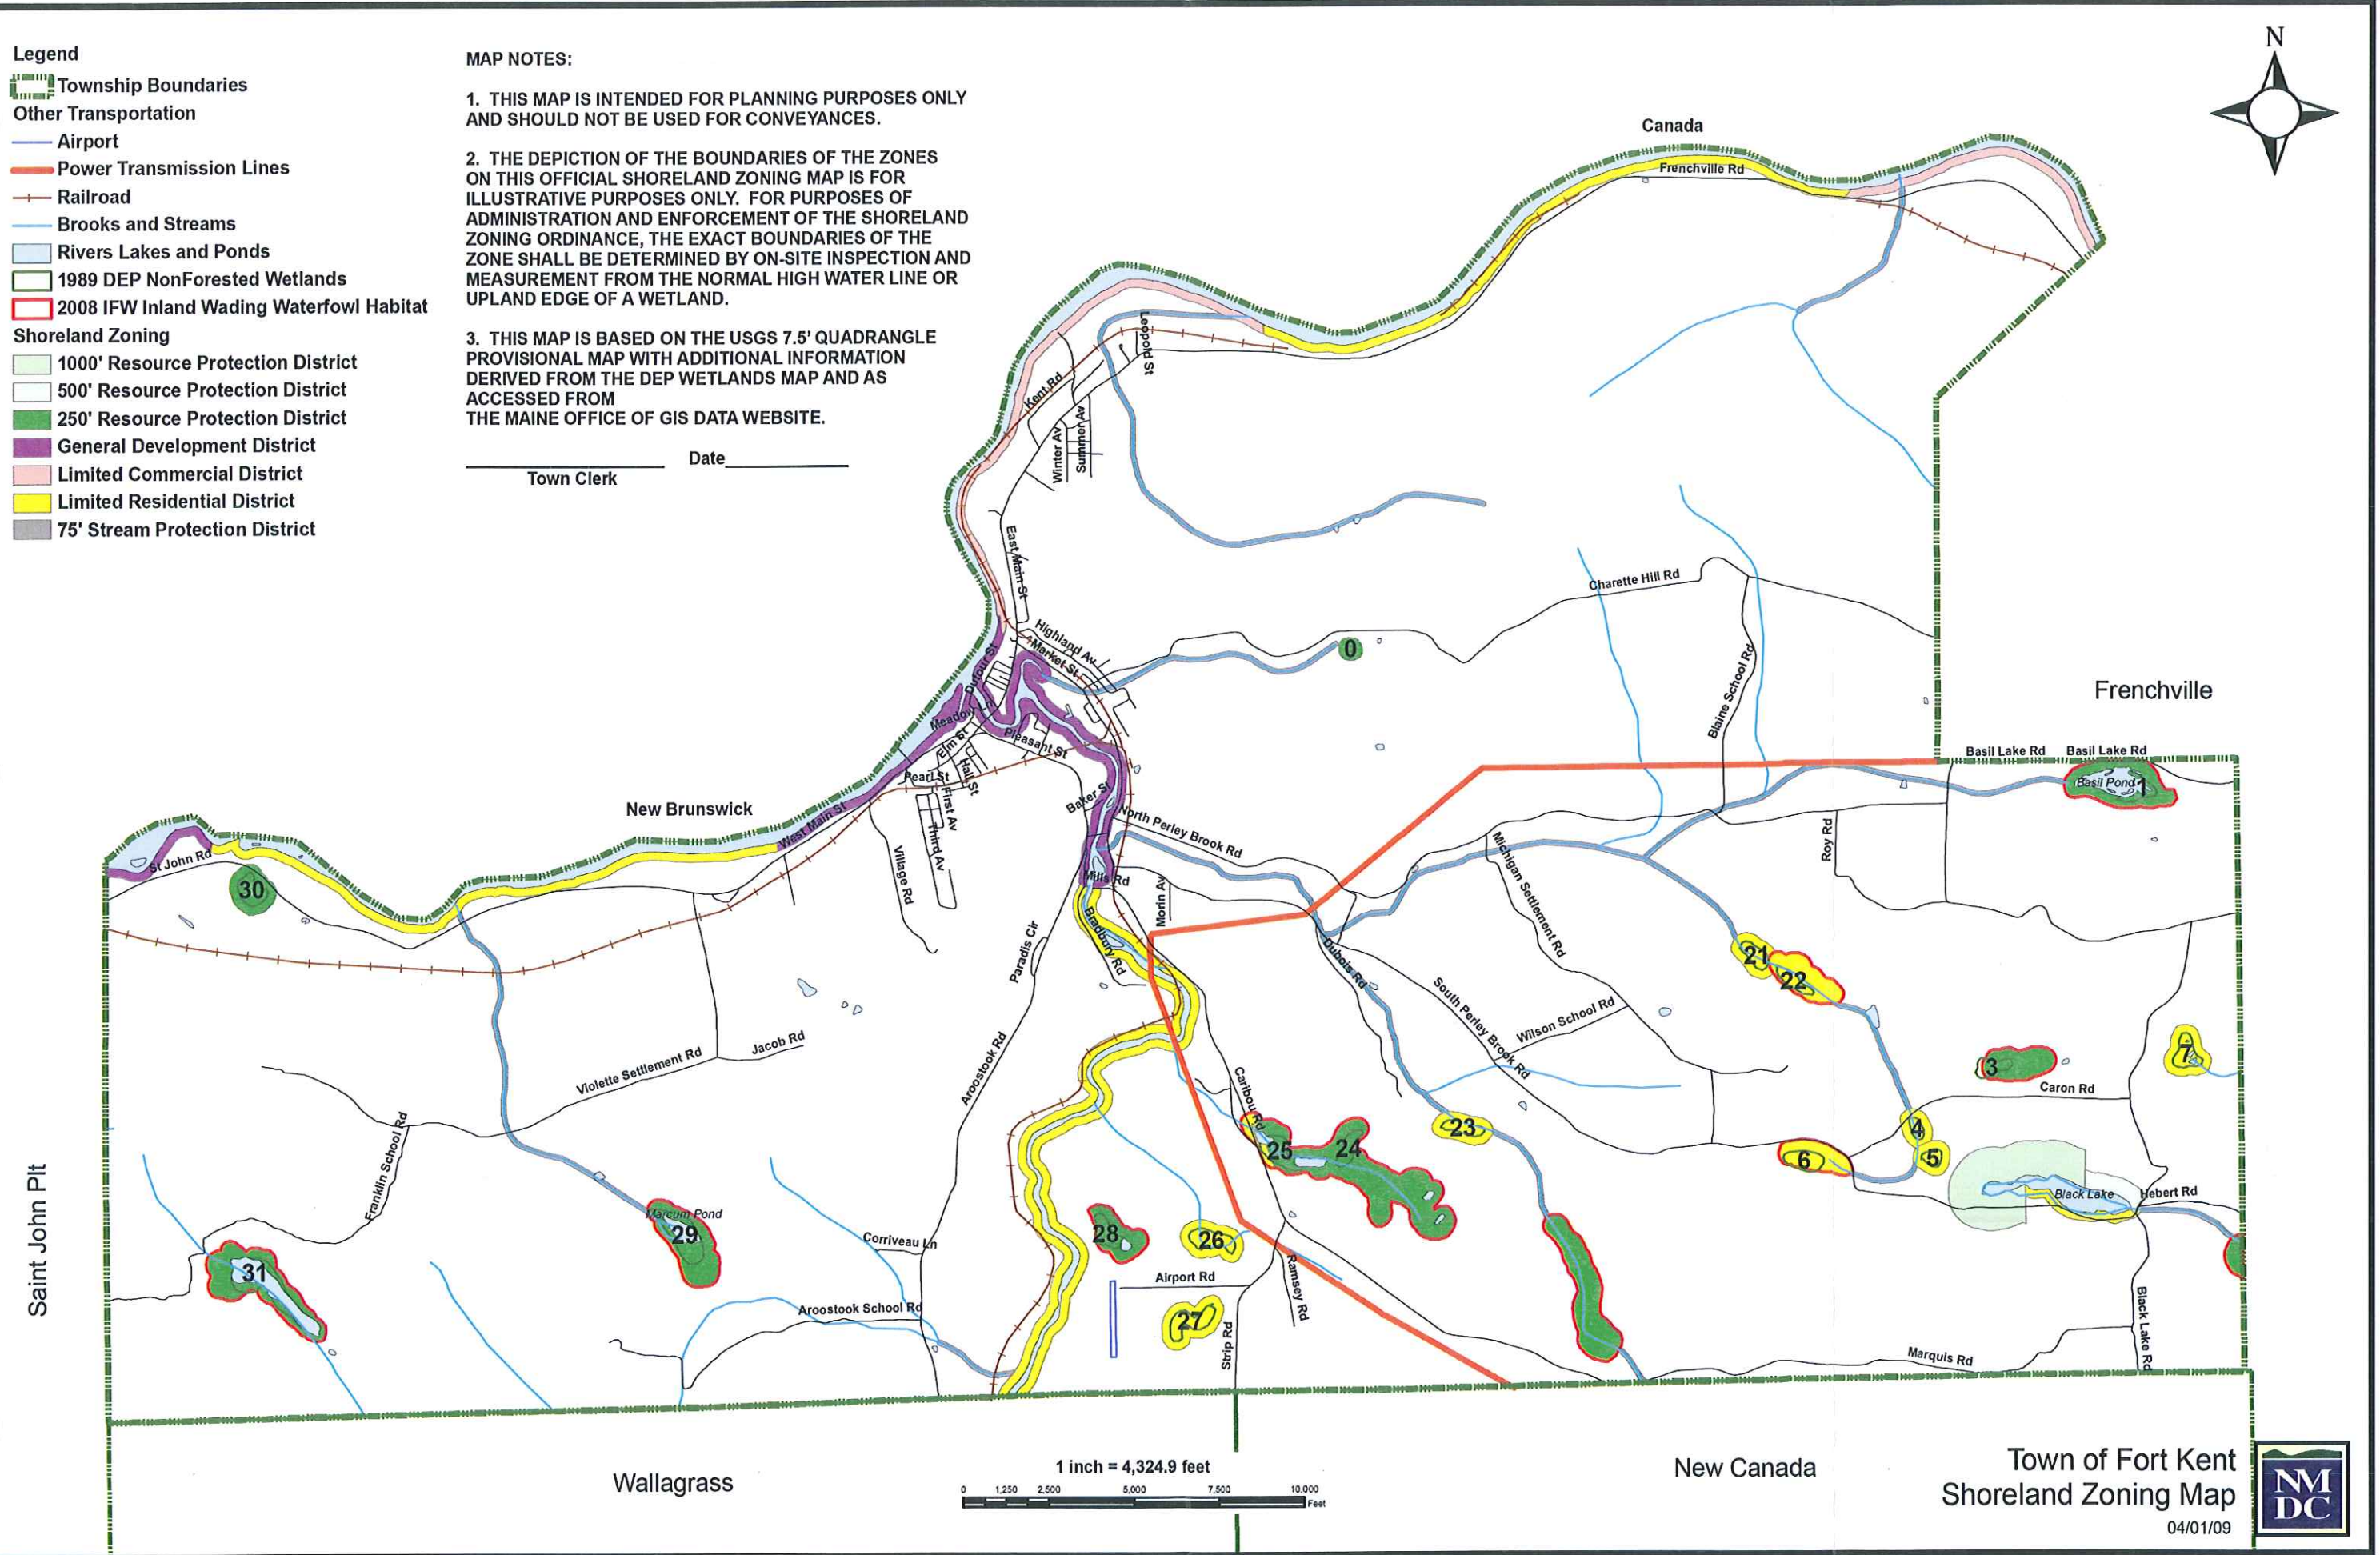 Legend
Township Boundaries
Other Transportation
Airport
Power Transmission Lines
Railroad
Brooks and Streams
Rivers Lakes and Ponds
1989 DEP NonForested Wetlands
2008 IFW Inland Wading Waterfowl Habitat
Shoreland Zoning
1000' Resource Protection District
500' Resource Protection District
250' Resource Protection District
General Development District
Limited Commercial District
Limited Residential District
75' Stream Protection District
MAP NOTES:
1. THIS MAP IS INTENDED FOR PLANNING PURPOSES ONLY
AND SHOULD NOT BE USED FOR CONVEYANCES.
2. THE DEPICTION OF THE BOUNDARIES OF THE ZONES
ON THIS OFFICIAL SHORELAND ZONING MAP IS FOR
ILLUSTRATIVE PURPOSES ONLY. FOR PURPOSES OF
ADMINISTRATION AND ENFORCEMENT OF THE SHORELAND
ZONING ORDINANCE, THE EXACT BOUNDARIES OF THE
ZONE SHALL BE DETERMINED BY ON-SITE INSPECTION AND
MEASUREMENT FROM THE NORMAL HIGH WATER LINE OR
UPLAND EDGE OF A WETLAND.
3. THIS MAP IS BASED ON THE USGS 7.5' QUADRANGLE
PROVISIONAL MAP WITH ADDITIONAL INFORMATION
DERIVED FROM THE DEP WETLANDS MAP AND AS
ACCESSED FROM
THE MAINE OFFICE OF GIS DATA WEBSITE.
Date
Town Clerk
N
Canada
Frenchville Rd
Leopold St
Kent Rd
Winter Av
Summer Av
East Main St
Charette Hill Rd
Highland Av
Market St
0
Dufour St
Blaine School Rd
Frenchville
Meadow Ln
Elm St
Pleasant St
Basil Lake Rd
Basil Lake Rd
Pearl St
Hall St
Basil Pond
1
First Av
Third Av
Baker St
New Brunswick
West Main St
North Perley Brook Rd
Michigan Settlement Rd
Roy Rd
St John Rd
30
Village Rd
Mills Rd
Morin Av
Bradbury Rd
Paradis Cir
Dubois Rd
21
22
South Perley Brook Rd
Wilson School Rd
Jacob Rd
Violette Settlement Rd
Aroostook Rd
Caribou Rd
3
7
Caron Rd
Franklin School Rd
25
24
23
4
5
6
Saint John Plt
Marcum Pond
29
28
26
Black Lake
Hebert Rd
31
Corriveau Ln
Airport Rd
Ramsey Rd
Aroostook School Rd
27
Strip Rd
Marquis Rd
Black Lake Rd
Wallagrass
1 inch = 4,324.9 feet
0 1,250 2,500 5,000 7,500 10,000
Feet
New Canada
Town of Fort Kent
Shoreland Zoning Map
04/01/09
NM
DC